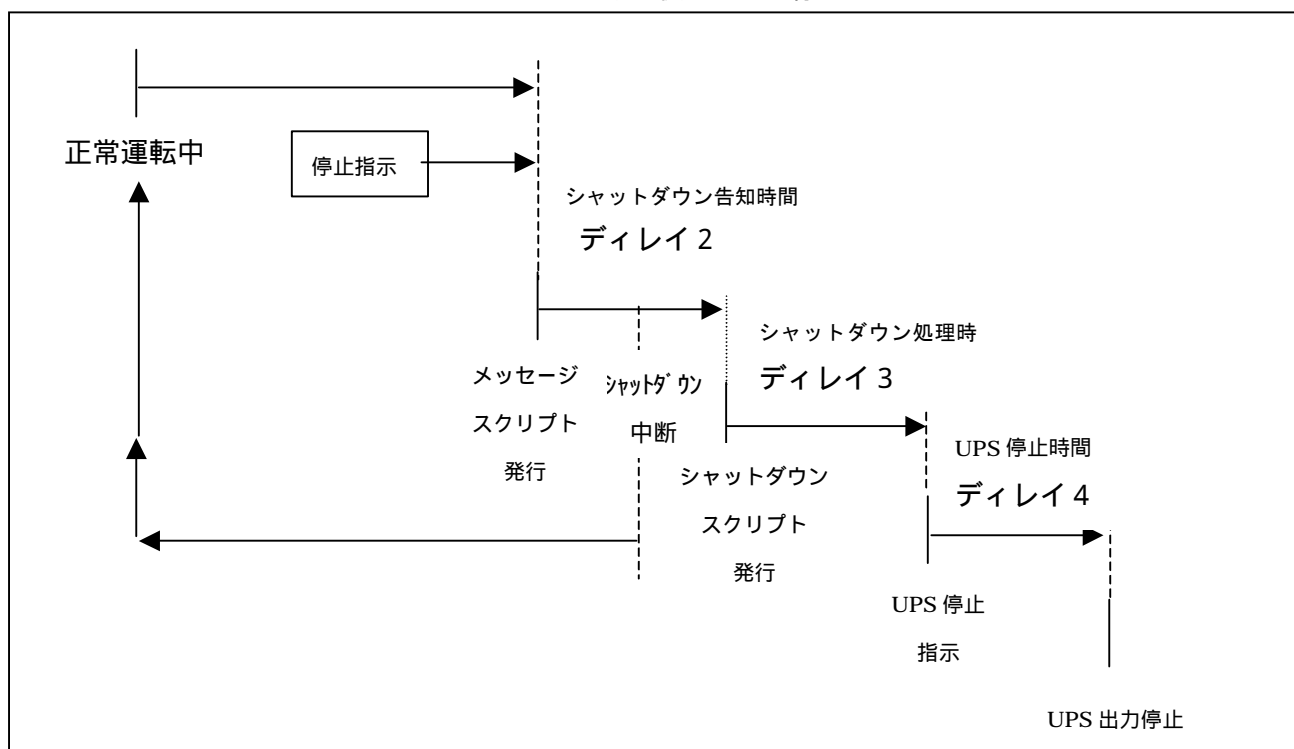 正常運転中
停止指示
シャットダウン告知時間
ディレイ2
シャットダウン処理時
ディレイ3
メッセージ
スクリプト
発行
ｼｬｯﾄﾀﾞｳﾝ
中断
シャットダウン
スクリプト
発行
UPS 停止時間
ディレイ4
UPS 停止
指示
UPS 出力停止